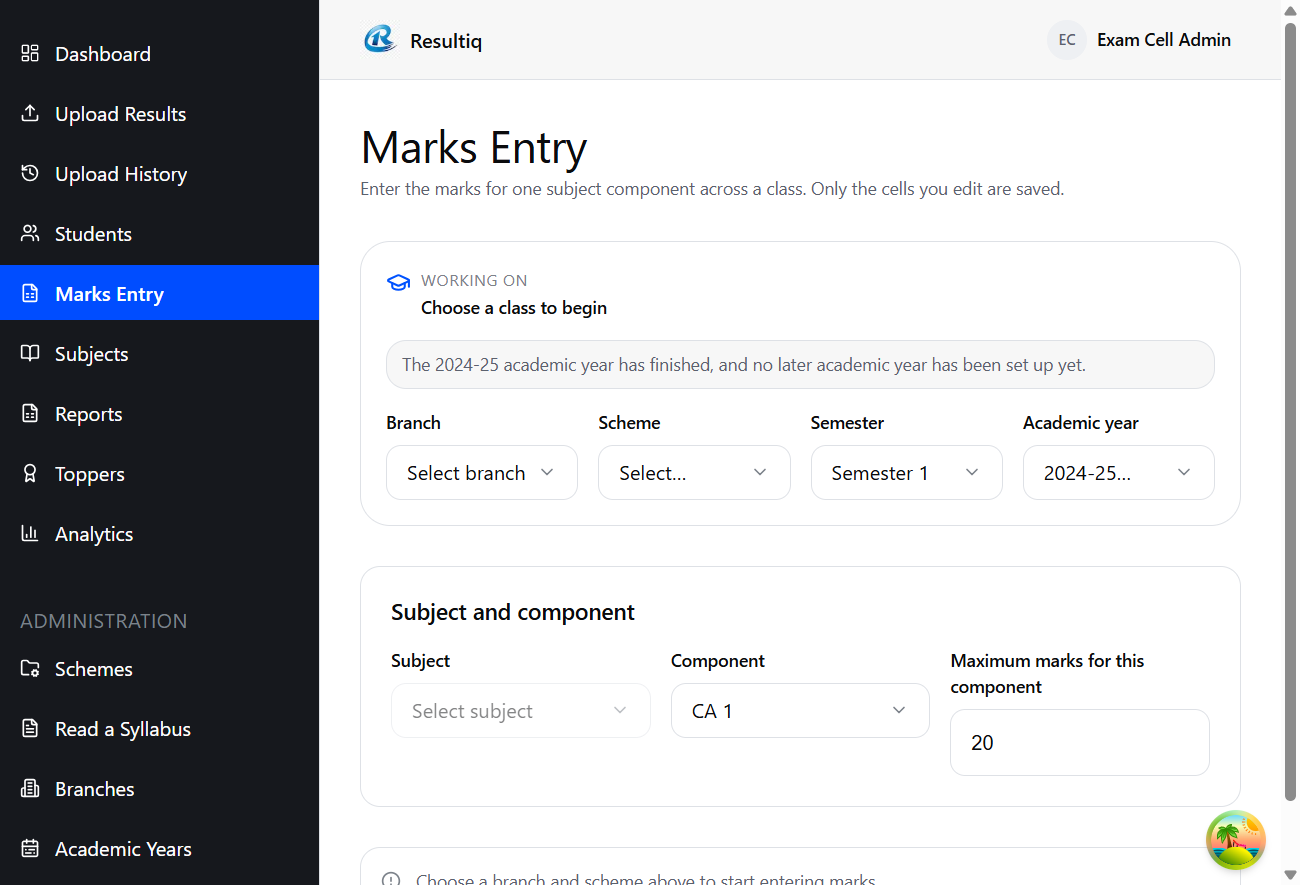 Dashboard
Upload Results
Upload History
Students
Marks Entry
Subjects
Reports
Toppers
Analytics
ADMINISTRATION
Schemes
Read a Syllabus
Branches
Academic Years
Resultiq
EC
Exam Cell Admin
Marks Entry
Enter the marks for one subject component across a class. Only the cells you edit are saved.
WORKING ON
Choose a class to begin
The 2024-25 academic year has finished, and no later academic year has been set up yet.
Branch
Scheme
Semester
Academic year
Select branch
Select...
Semester 1
2024-25...
Subject and component
Subject
Component
Maximum marks for this
component
Select subject
CA 1
20
Choose a branch and scheme above to start entering marks.